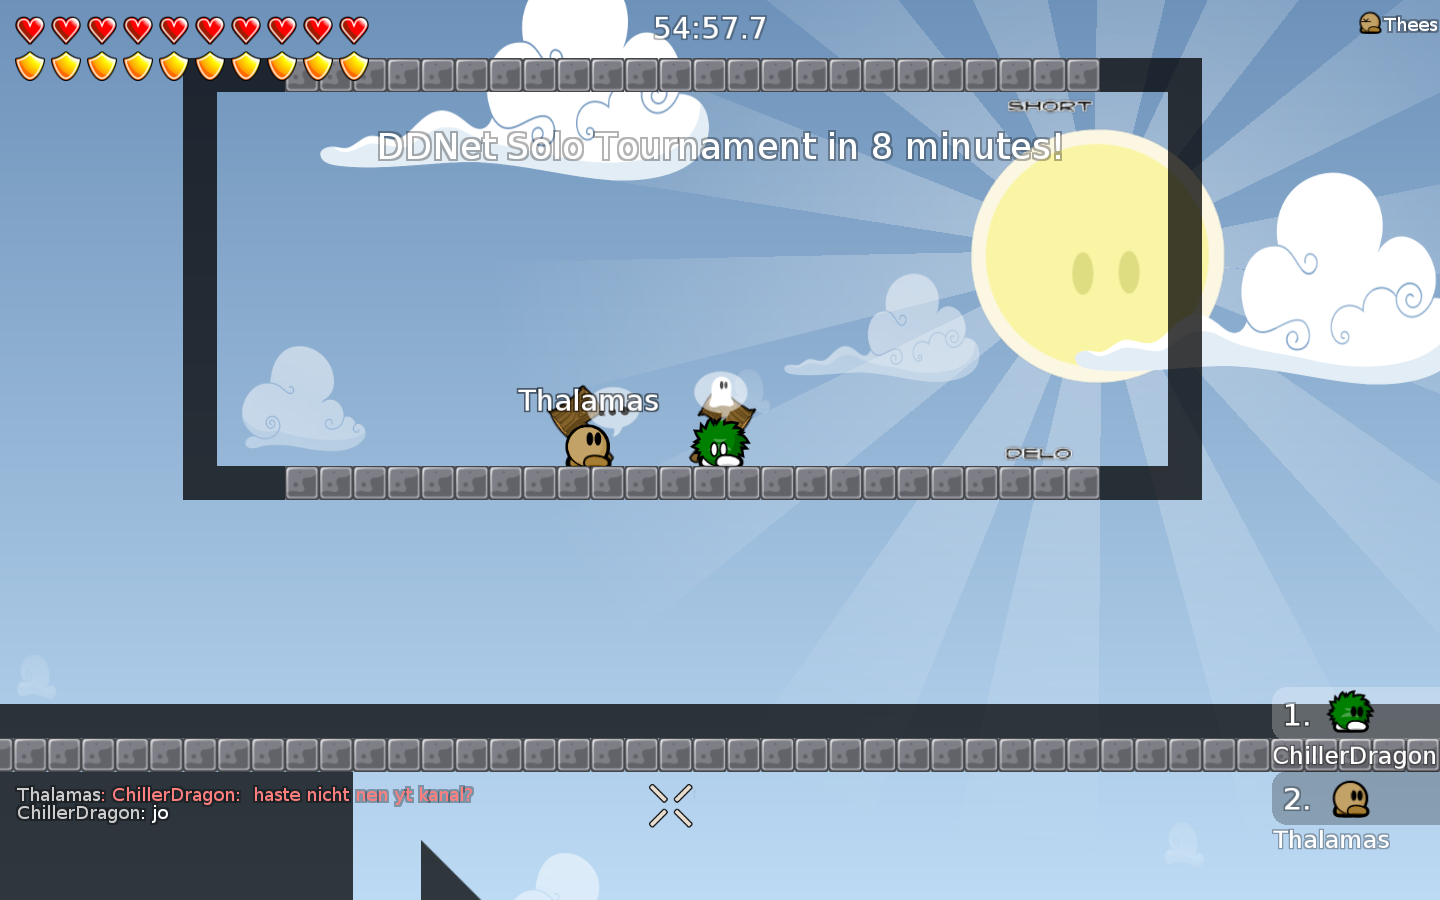 54:57.7
Thees
SHORT
DDNet Solo Tournament in 8 minutes!
Thalamas
DELO
1.
ChillerDragon
2.
Thalamas
Thalamas: ChillerDragon: haste nicht nen yt kanal?
ChillerDragon: jo